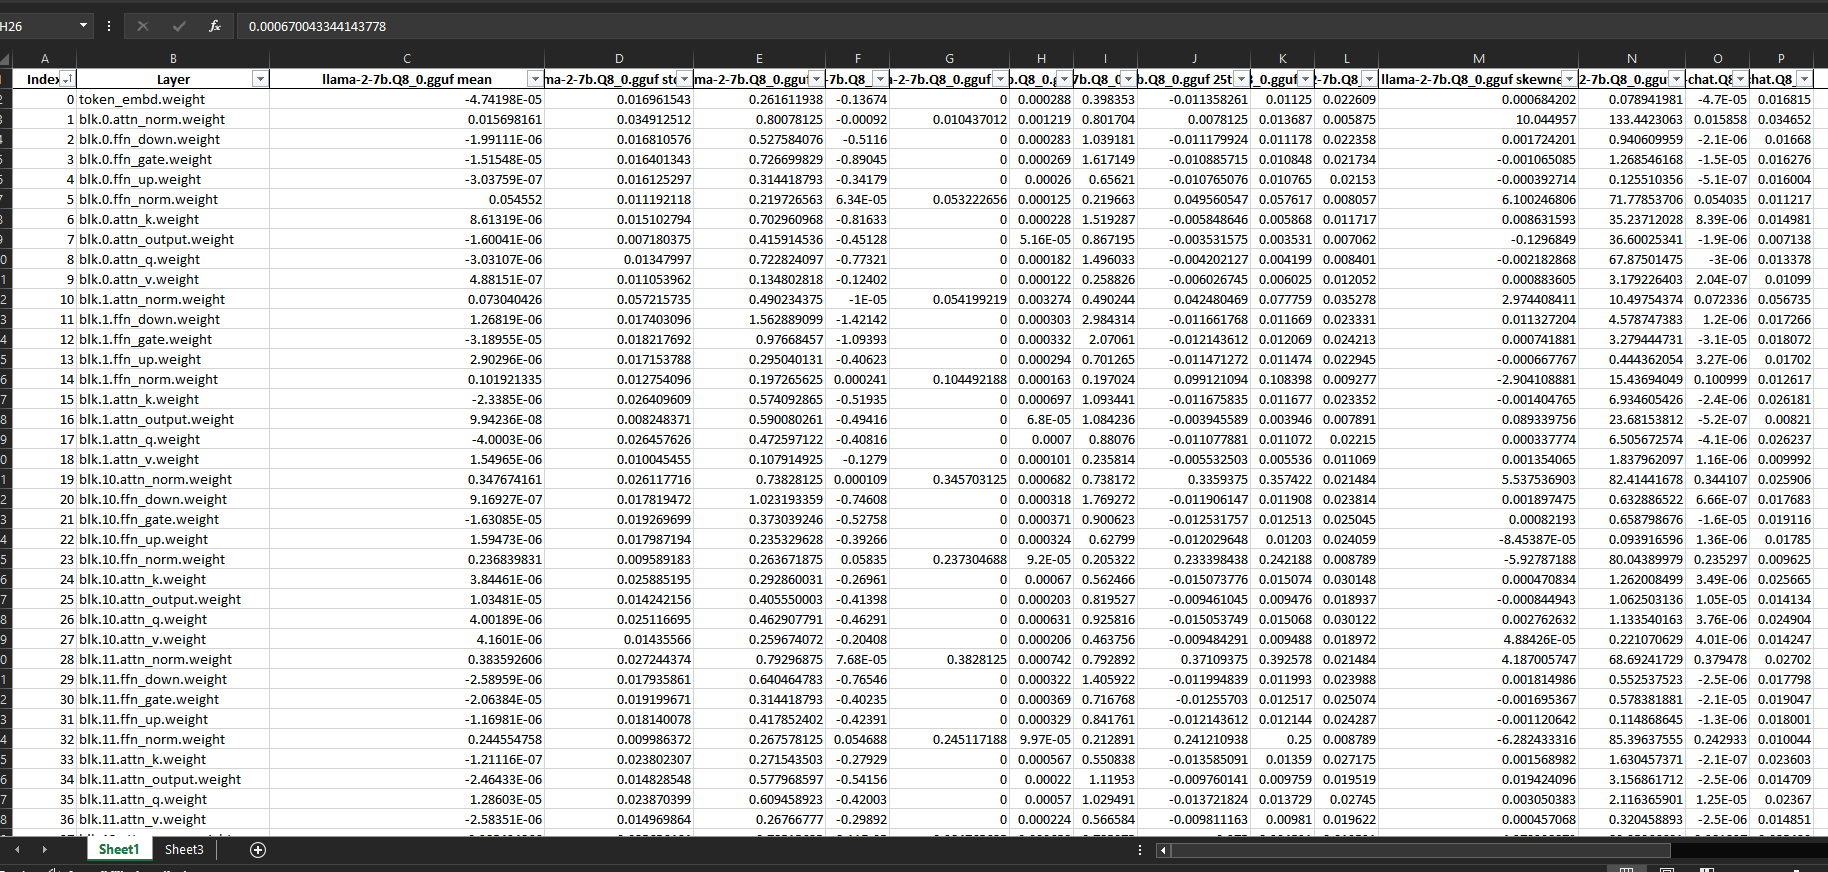 H26 fx 0.000670043344143778
A B C D E F G H I J K L M N O P
Index Layer llama-2-7b.Q8_0.gguf mean ma-2-7b.Q8_0.gguf st ma-2-7b.Q8_0.gguf -7b.Q8_ -2-7b.Q8_0.gguf .Q8_0. 7b.Q8_0 b.Q8_0.gguf 25t _0.gguf -7b.Q8_ llama-2-7b.Q8_0.gguf skewne 2-7b.Q8_0.ggu -chat.Q8 hat.Q8_
0 token_embd.weight -4.74198E-05 0.016961543 0.261611938 -0.13674 0 0.000288 0.398353 -0.011358261 0.01125 0.022609 0.000684202 0.078941981 -4.7E-05 0.016815
1 blk.0.attn_norm.weight 0.015698161 0.034912512 0.80078125 -0.00092 0.010437012 0.001219 0.801704 0.0078125 0.013687 0.005875 10.044957 133.4423063 0.015858 0.034652
2 blk.0.ffn_down.weight -1.99111E-06 0.016810576 0.527584076 -0.5116 0 0.000283 1.039181 -0.011179924 0.011178 0.022358 0.001724201 0.940609959 -2.1E-06 0.01668
3 blk.0.ffn_gate.weight -1.51548E-05 0.016401343 0.726699829 -0.89045 0 0.000269 1.617149 -0.010885715 0.010848 0.021734 -0.001065085 1.268546168 -1.5E-05 0.016276
4 blk.0.ffn_up.weight -3.03759E-07 0.016125297 0.314418793 -0.34179 0 0.00026 0.65621 -0.010765076 0.010765 0.02153 -0.000392714 0.125510356 -5.1E-07 0.016004
5 blk.0.ffn_norm.weight 0.054552 0.011192118 0.219726563 6.34E-05 0.053222656 0.000125 0.219663 0.049560547 0.057617 0.008057 6.100246806 71.77853706 0.054035 0.011217
6 blk.0.attn_k.weight 8.61319E-06 0.015102794 0.702960968 -0.81633 0 0.000228 1.519287 -0.005848646 0.005868 0.011717 0.008631593 35.23712028 8.39E-06 0.014981
7 blk.0.attn_output.weight -1.60041E-06 0.007180375 0.415914536 -0.45128 0 5.16E-05 0.867195 -0.003531575 0.003531 0.007062 -0.1296849 36.60025341 -1.9E-06 0.007138
8 blk.0.attn_q.weight -3.03107E-06 0.01347997 0.722824097 -0.77321 0 0.000182 1.496033 -0.004202127 0.004199 0.008401 -0.002182868 67.87501475 -3E-06 0.013378
9 blk.0.attn_v.weight 4.88151E-07 0.011053962 0.134802818 -0.12402 0 0.000122 0.258826 -0.006026745 0.006025 0.012052 0.000883605 3.179226403 2.04E-07 0.01099
10 blk.1.attn_norm.weight 0.073040426 0.057215735 0.490234375 -1E-05 0.054199219 0.003274 0.490244 0.042480469 0.077759 0.035278 2.974408411 10.49754374 0.072336 0.056735
11 blk.1.ffn_down.weight 1.26819E-06 0.017403096 1.562889099 -1.42142 0 0.000303 2.984314 -0.011661768 0.011669 0.023331 0.011327204 4.578747383 1.2E-06 0.017266
12 blk.1.ffn_gate.weight -3.18955E-05 0.018217692 0.97668457 -1.09393 0 0.000332 2.07061 -0.012143612 0.012069 0.024213 0.000741881 3.279444731 -3.1E-05 0.018072
13 blk.1.ffn_up.weight 2.90296E-06 0.017153788 0.295040131 -0.40623 0 0.000294 0.701265 -0.011471272 0.011474 0.022945 -0.000667767 0.444362054 3.27E-06 0.01702
14 blk.1.ffn_norm.weight 0.101921335 0.012754096 0.197265625 0.000241 0.104492188 0.000163 0.197024 0.099121094 0.108398 0.009277 -2.904108881 15.43694049 0.100999 0.012617
15 blk.1.attn_k.weight -2.3385E-06 0.026409609 0.574092865 -0.51935 0 0.000697 1.093441 -0.011675835 0.011677 0.023352 -0.001404765 6.934605426 -2.4E-06 0.026181
16 blk.1.attn_output.weight 9.94236E-08 0.008248371 0.590080261 -0.49416 0 6.8E-05 1.084236 -0.003945589 0.003946 0.007891 0.089339756 23.68153812 -5.2E-07 0.00821
17 blk.1.attn_q.weight -4.0003E-06 0.026457626 0.472597122 -0.40816 0 0.0007 0.88076 -0.011077881 0.011072 0.02215 0.000337774 6.505672574 -4.1E-06 0.026237
18 blk.1.attn_v.weight 1.54965E-06 0.010045455 0.107914925 -0.1279 0 0.000101 0.235814 -0.005532503 0.005536 0.011069 0.001354065 1.837962097 1.16E-06 0.009992
19 blk.10.attn_norm.weight 0.347674161 0.026117716 0.73828125 0.000109 0.345703125 0.000682 0.738172 0.3359375 0.357422 0.021484 5.537536903 82.41441678 0.344107 0.025906
20 blk.10.ffn_down.weight 9.16927E-07 0.017819472 1.023193359 -0.74608 0 0.000318 1.769272 -0.011906147 0.011908 0.023814 0.001897475 0.632886522 6.66E-07 0.017683
21 blk.10.ffn_gate.weight -1.63085E-05 0.019269699 0.373039246 -0.52758 0 0.000371 0.900623 -0.012531757 0.012513 0.025045 0.00082193 0.658798676 -1.6E-05 0.019116
22 blk.10.ffn_up.weight 1.59473E-06 0.017987194 0.235329628 -0.39266 0 0.000324 0.62799 -0.012029648 0.01203 0.024059 -8.45387E-05 0.093916596 1.36E-06 0.01785
23 blk.10.ffn_norm.weight 0.236839831 0.009589183 0.263671875 0.05835 0.237304688 9.2E-05 0.205322 0.233398438 0.242188 0.008789 -5.92787188 80.04389979 0.235297 0.009625
24 blk.10.attn_k.weight 3.84461E-06 0.025885195 0.292860031 -0.26961 0 0.00067 0.562466 -0.015073776 0.015074 0.030148 0.000470834 1.262008499 3.49E-06 0.025665
25 blk.10.attn_output.weight 1.03481E-05 0.014242156 0.405550003 -0.41398 0 0.000203 0.819527 -0.009461045 0.009476 0.018937 -0.000844943 1.062503136 1.05E-05 0.014134
26 blk.10.attn_q.weight 4.00189E-06 0.025116695 0.462907791 -0.46291 0 0.000631 0.925816 -0.015053749 0.015068 0.030122 0.002762632 1.133540163 3.76E-06 0.024904
27 blk.10.attn_v.weight 4.1601E-06 0.01435566 0.259674072 -0.20408 0 0.000206 0.463756 -0.009484291 0.009488 0.018972 4.88426E-05 0.221070629 4.01E-06 0.014247
28 blk.11.attn_norm.weight 0.383592606 0.027244374 0.79296875 7.68E-05 0.3828125 0.000742 0.792892 0.37109375 0.392578 0.021484 4.187005747 68.69241729 0.379478 0.02702
29 blk.11.ffn_down.weight -2.58959E-06 0.017935861 0.640464783 -0.76546 0 0.000322 1.405922 -0.011994839 0.011993 0.023988 0.001814986 0.552537523 -2.5E-06 0.017798
30 blk.11.ffn_gate.weight -2.06384E-05 0.019199671 0.314418793 -0.40235 0 0.000369 0.716768 -0.01255703 0.012517 0.025074 -0.001695367 0.578381881 -2.1E-05 0.019047
31 blk.11.ffn_up.weight -1.16981E-06 0.018140078 0.417852402 -0.42391 0 0.000329 0.841761 -0.012143612 0.012144 0.024287 -0.001120642 0.114868645 -1.3E-06 0.018001
32 blk.11.ffn_norm.weight 0.244554758 0.009986372 0.267578125 0.054688 0.245117188 9.97E-05 0.212891 0.241210938 0.25 0.008789 -6.282433316 85.39637555 0.242933 0.010044
33 blk.11.attn_k.weight -1.21116E-07 0.023802307 0.271543503 -0.27929 0 0.000567 0.550838 -0.013585091 0.01359 0.027175 0.001568982 1.630457371 -2.1E-07 0.023603
34 blk.11.attn_output.weight -2.46433E-06 0.014828548 0.577968597 -0.54156 0 0.00022 1.11953 -0.009760141 0.009759 0.019519 0.019424096 3.156861712 -2.5E-06 0.014709
35 blk.11.attn_q.weight 1.28603E-05 0.023870399 0.609458923 -0.42003 0 0.00057 1.029491 -0.013721824 0.013729 0.02745 0.003050383 2.116365901 1.25E-05 0.02367
36 blk.11.attn_v.weight -2.58351E-06 0.014969864 0.26766777 -0.29892 0 0.000224 0.566584 -0.009811163 0.00981 0.019622 0.000457068 0.320458893 -2.5E-06 0.014851
Sheet1 Sheet3